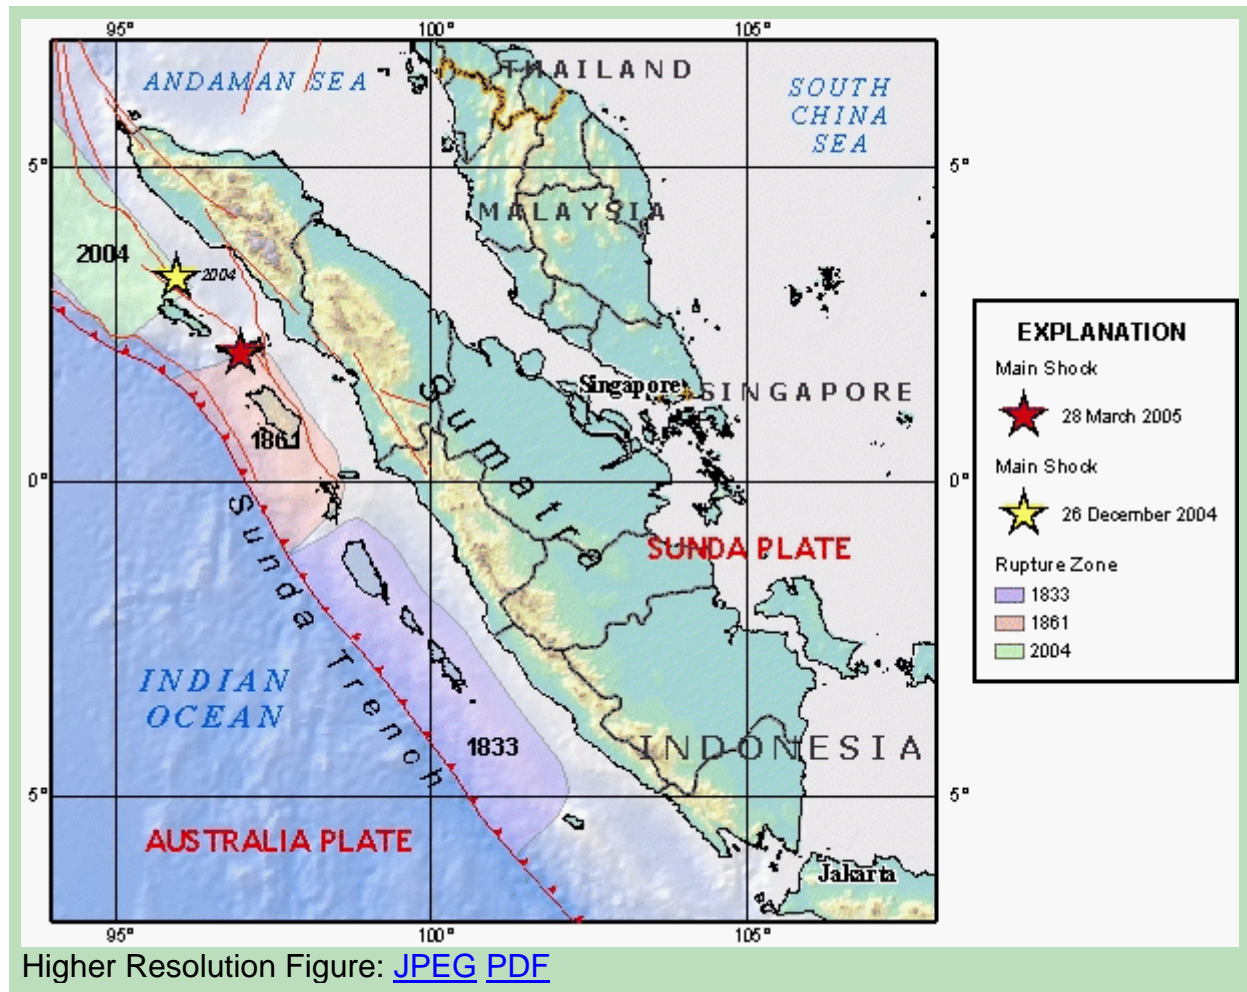 95° 100° 105°
THAILAND
ANDAMAN SEA
SOUTH
CHINA
SEA
5° 5°
MALAYSIA
2004
2004
EXPLANATION
Main Shock
28 March 2005
Main Shock
26 December 2004
Rupture Zone
1833
1861
2004
Singapore
SINGAPORE
Sumatra
1861
0° 0°
SUNDA PLATE
Sunda Trench
INDIAN
OCEAN
1833
INDONESIA
5° 5°
AUSTRALIA PLATE
Jakarta
95° 100° 105°
Higher Resolution Figure: JPEG PDF